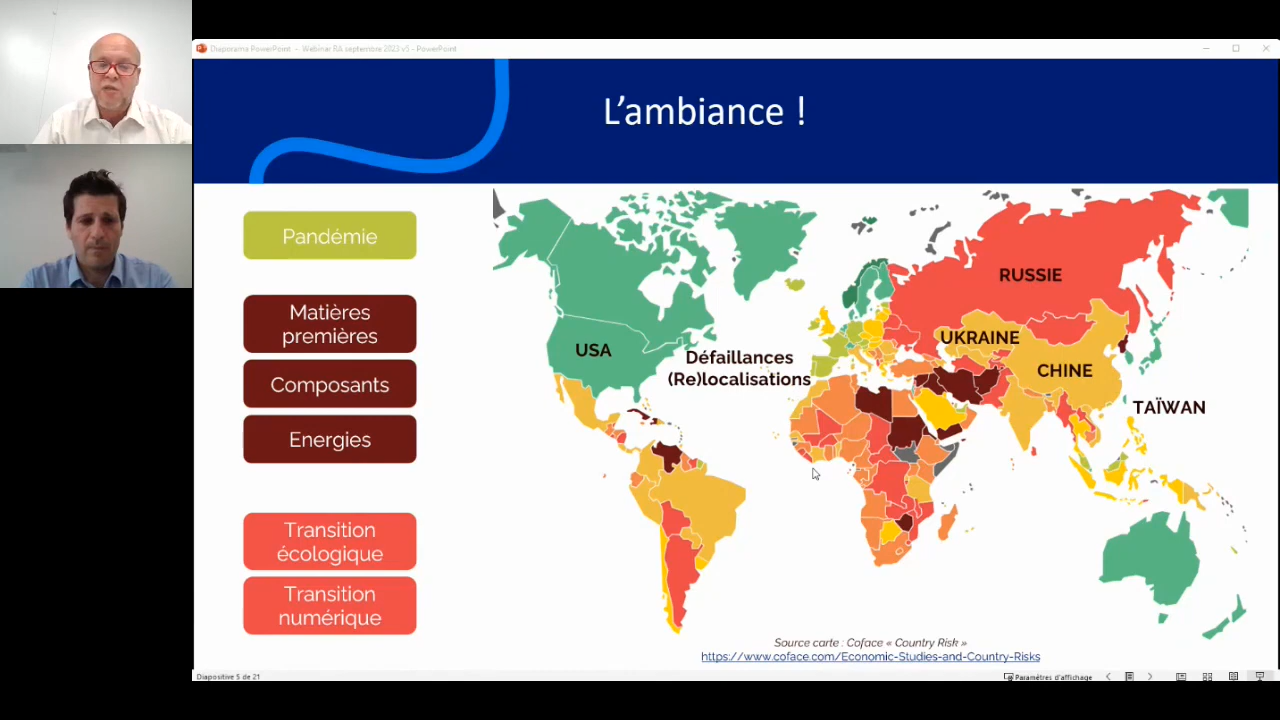 Diaporama PowerPoint - Webinar RA septembre 2023 v5 - PowerPoint
L'ambiance !
Pandémie
Matières
premières
Composants
Energies
Transition
écologique
Transition
numérique
USA
Défaillances
(Re)localisations
RUSSIE
UKRAINE
CHINE
TAÏWAN
Source carte : Coface « Country Risk »
https://www.coface.com/Economic-Studies-and-Country-Risks
Diapositive 5 de 21
Paramètres d'affichage